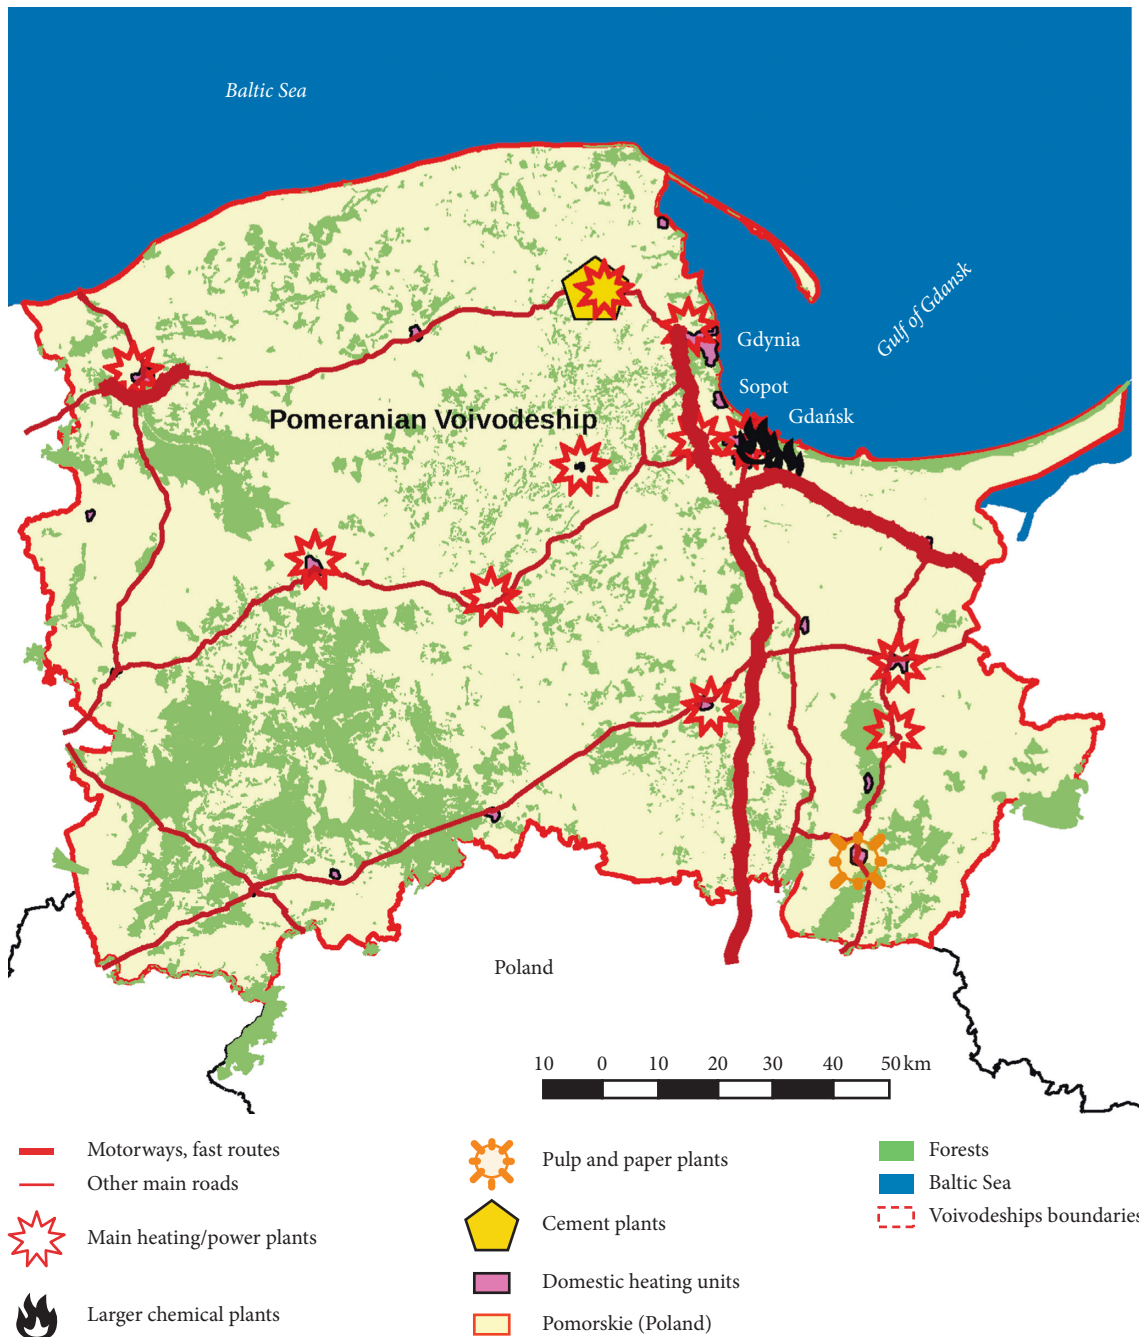 Baltic Sea
Gulf of Gdansk
Gdynia
Sopot
Gdańsk
Pomeranian Voivodeship
Poland
10 0 10 20 30 40 50 km
Motorways, fast routes
Other main roads
Main heating/power plants
Larger chemical plants
Pulp and paper plants
Cement plants
Domestic heating units
Pomorskie (Poland)
Forests
Baltic Sea
Voivodeships boundaries